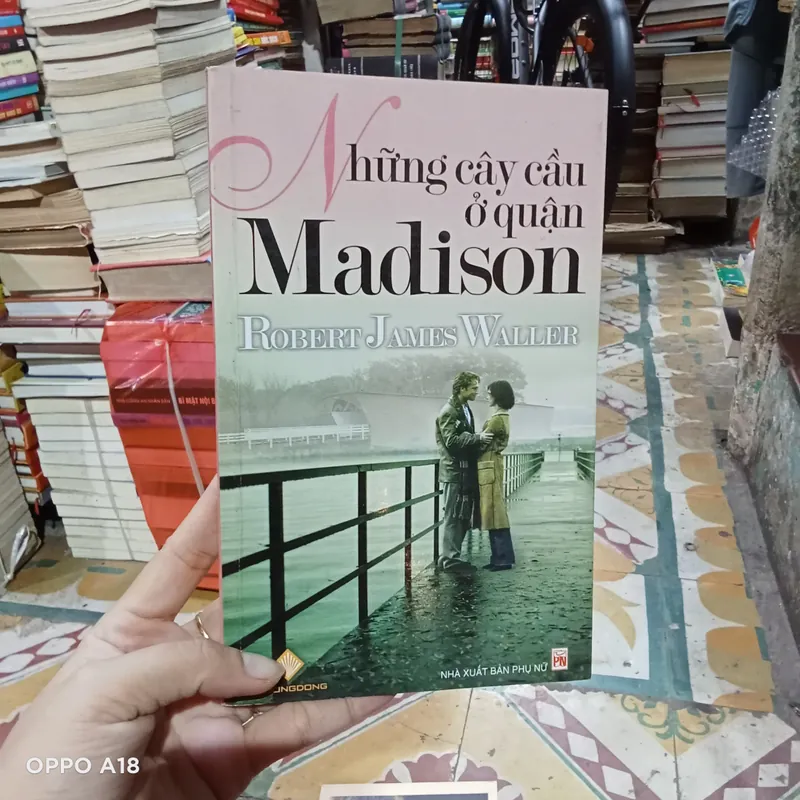 Những cây cầu
ở quận
Madison
ROBERT JAMES WALLER
NHÀ XUẤT BẢN PHỤ NỮ
PN
OPPO A18